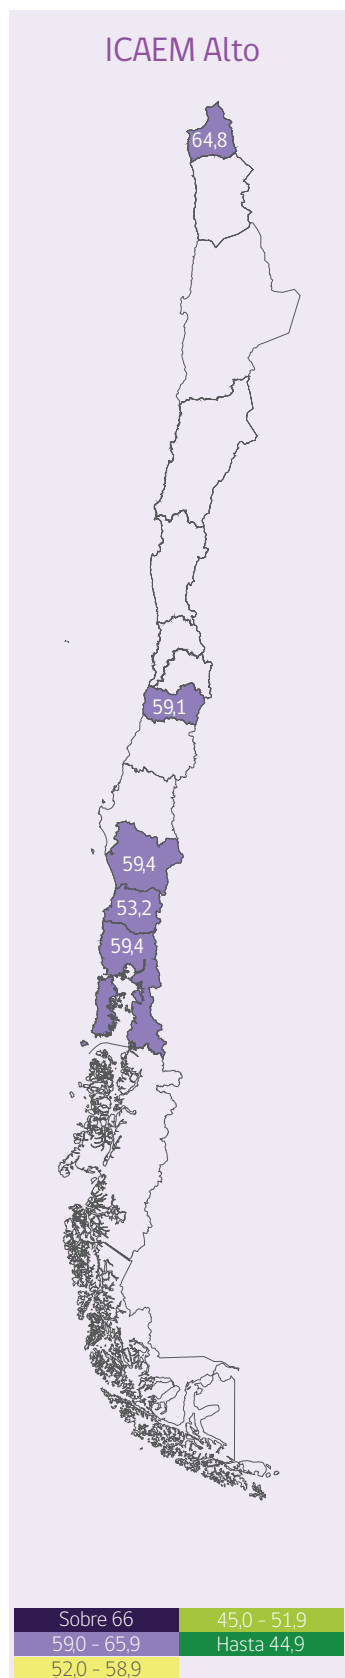 ICAEM Alto
64,8
59,1
59,4
53,2
59,4
Sobre 66
45,0 - 51,9
59,0 - 65,9
Hasta 44,9
52,0 - 58,9